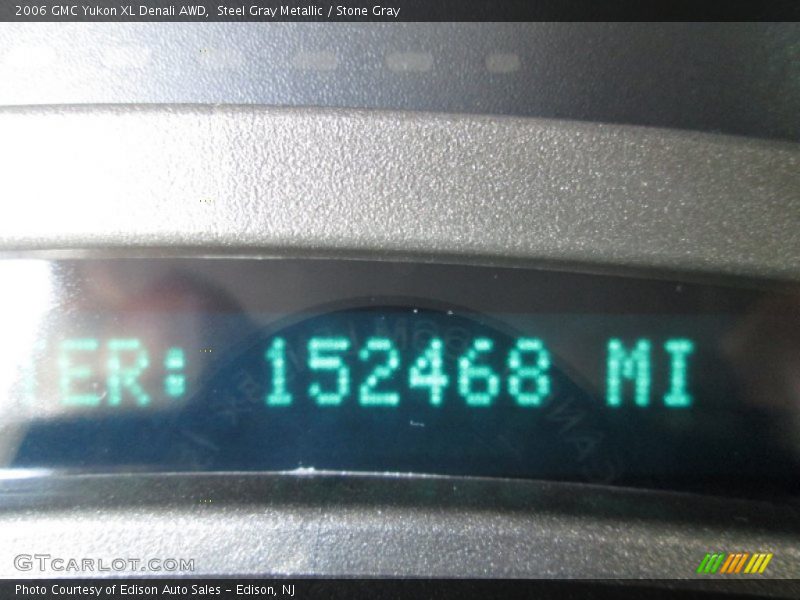 2006 GMC Yukon XL Denali AWD, Steel Gray Metallic / Stone Gray
TER: 152468 MI
GTCARLOT.COM
Photo Courtesy of Edison Auto Sales - Edison, NJ